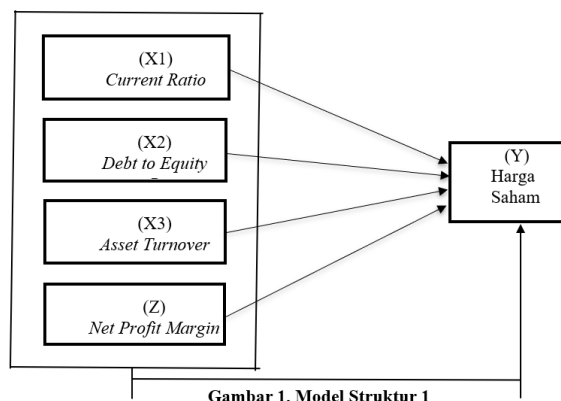 (X1)
Current Ratio
(X2)
Debt to Equity
(X3)
Asset Turnover
(Z)
Net Profit Margin
(Y)
Harga
Saham
Gambar 1. Model Struktur 1